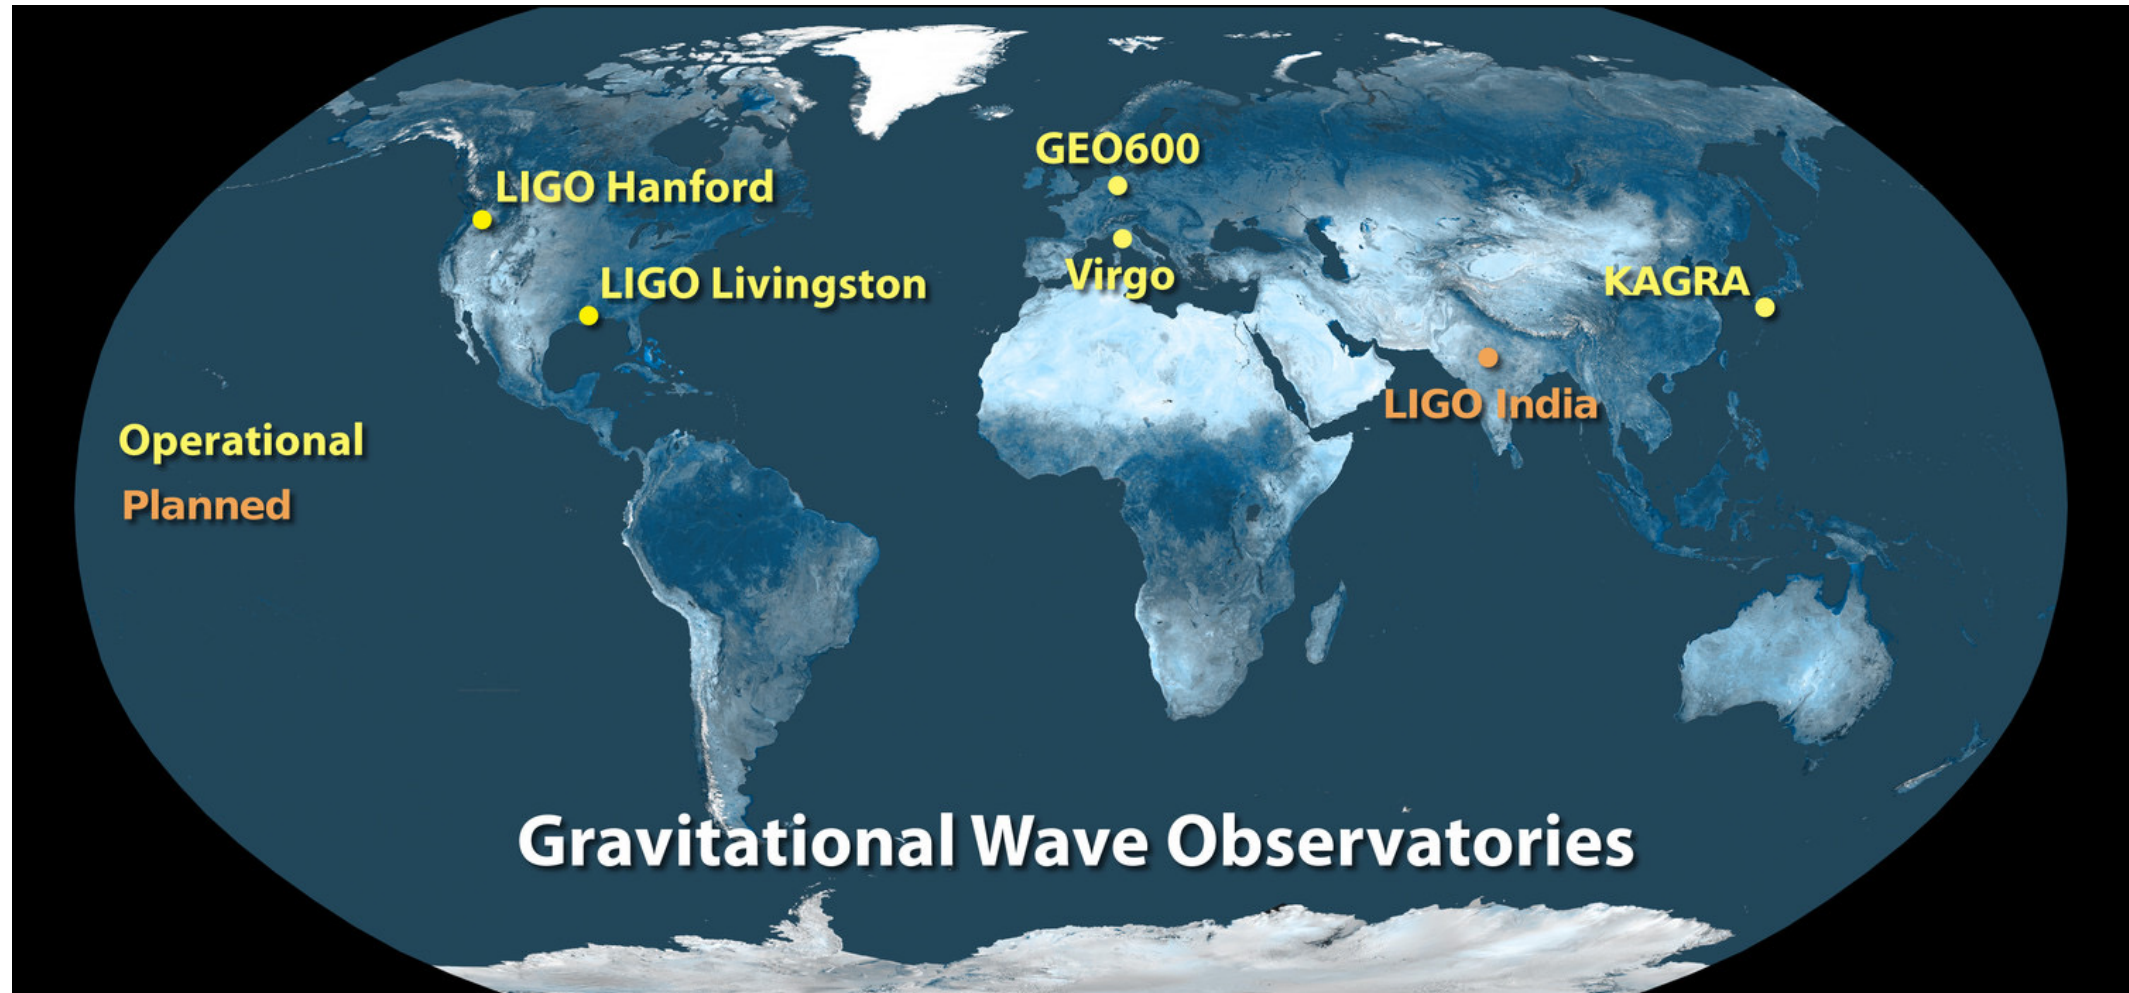 GEO600
LIGO Hanford
LIGO Livingston
Virgo
KAGRA
LIGO India
Operational
Planned
Gravitational Wave Observatories